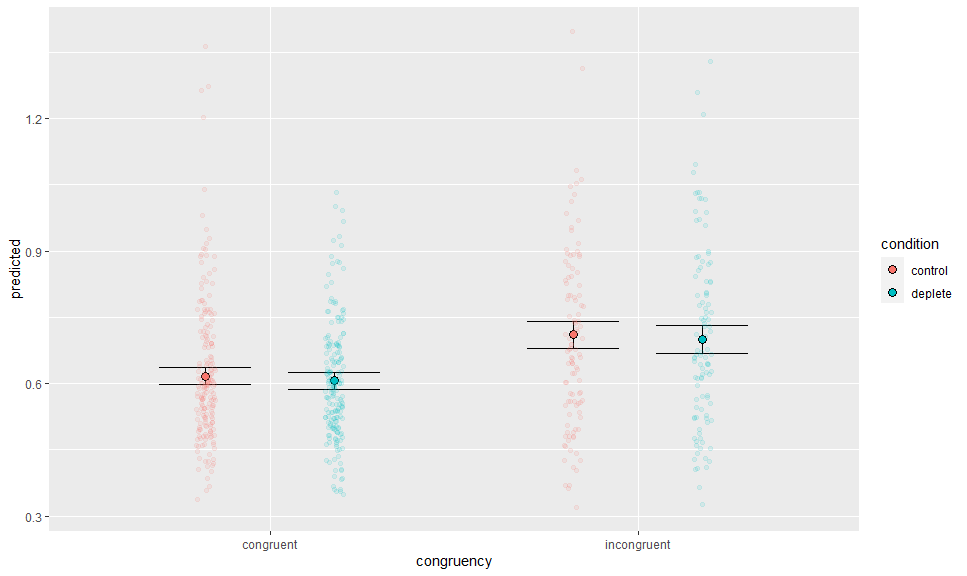 predicted
1.2
0.9
0.6
0.3
congruent
incongruent
congruency
condition
control
deplete